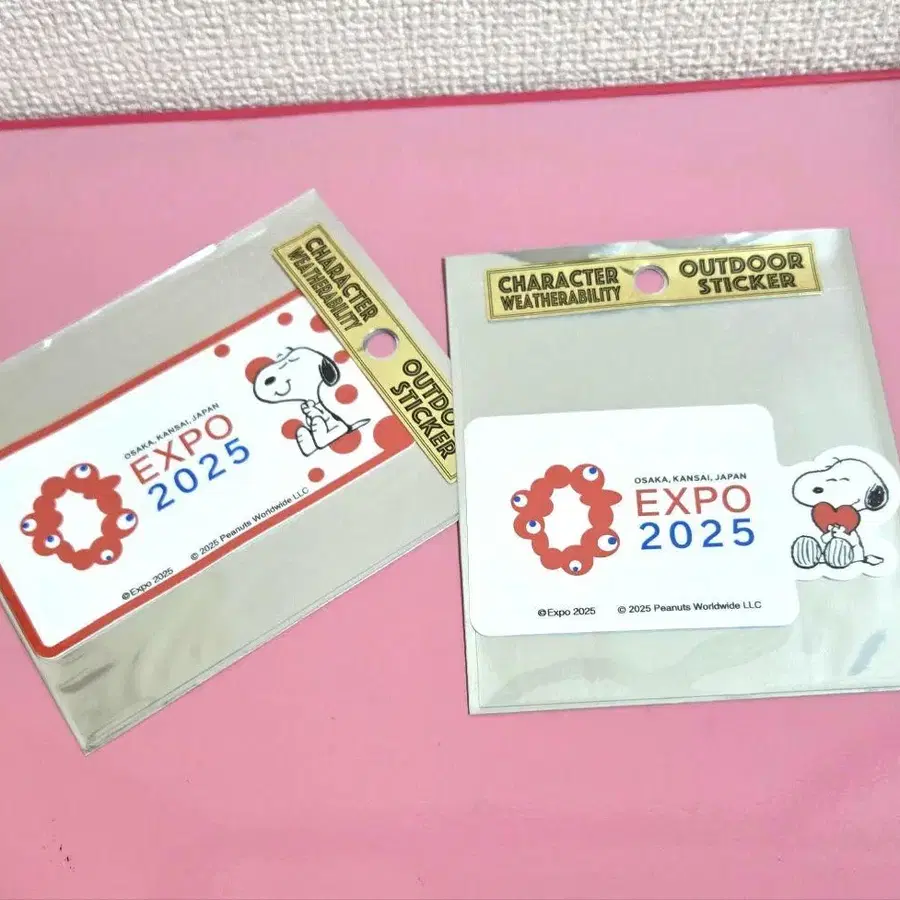 CHARACTER
WEATHERABILITY
OUTDOOR
STICKER
OSAKA, KANSAI, JAPAN
EXPO
2025
©Expo 2025 © 2025 Peanuts Worldwide LLC
CHARACTER
WEATHERABILITY
OUTDOOR
STICKER
OSAKA, KANSAI, JAPAN
EXPO
2025
©Expo 2025 © 2025 Peanuts Worldwide LLC